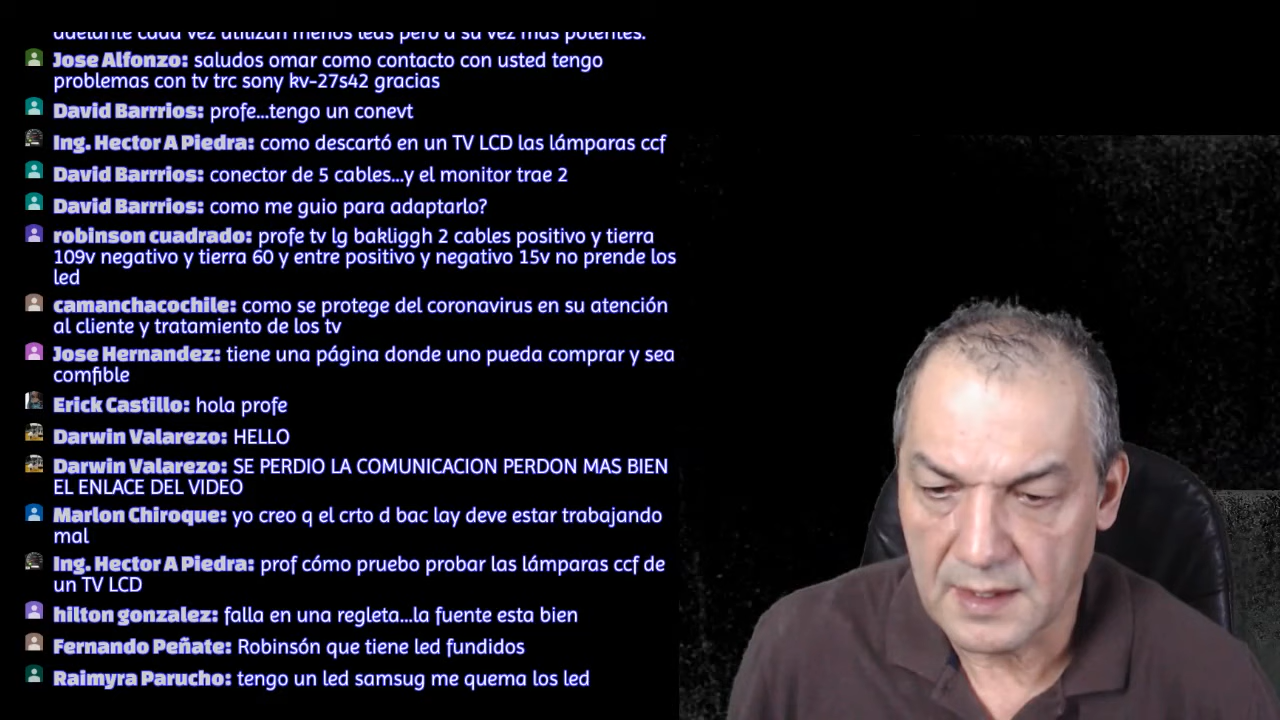 adelante cada vez utilizan menos leds pero a su vez mas potentes.
Jose Alfonzo: saludos omar como contacto con usted tengo
problemas con tv trc sony kv-27s42 gracias
David Barrrios: profe...tengo un conevt
Ing. Hector A Piedra: como descartó en un TV LCD las lámparas ccf
David Barrrios: conector de 5 cables...y el monitor trae 2
David Barrrios: como me guio para adaptarlo?
robinson cuadrado: profe tv lg bakliggh 2 cables positivo y tierra
109v negativo y tierra 60 y entre positivo y negativo 15v no prende los
led
camanchacochile: como se protege del coronavirus en su atención
al cliente y tratamiento de los tv
Jose Hernandez: tiene una página donde uno pueda comprar y sea
comfible
Erick Castillo: hola profe
Darwin Valarezo: HELLO
Darwin Valarezo: SE PERDIO LA COMUNICACION PERDON MAS BIEN
EL ENLACE DEL VIDEO
Marlon Chiroque: yo creo q el crto d bac lay deve estar trabajando
mal
Ing. Hector A Piedra: prof cómo pruebo probar las lámparas ccf de
un TV LCD
hilton gonzalez: falla en una regleta...la fuente esta bien
Fernando Peñate: Robinsón que tiene led fundidos
Raimyra Parucho: tengo un led samsug me quema los led